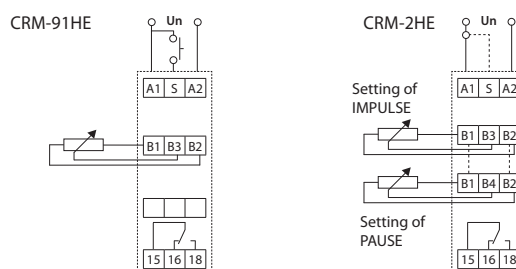 CRM-91HE
Un
A1 S A2
B1 B3 B2
15 16 18
CRM-2HE
Un
A1 S A2
Setting of
IMPULSE
B1 B3 B2
B1 B4 B2
Setting of
PAUSE
15 16 18